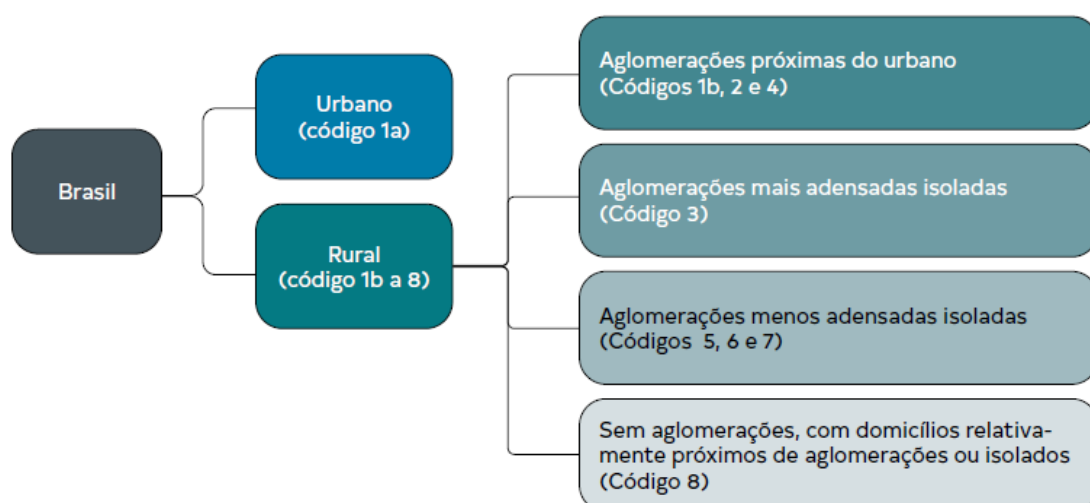 Brasil
Urbano
(código 1a)
Rural
(código 1b a 8)
Aglomerações próximas do urbano
(Códigos 1b, 2 e 4)
Aglomerações mais adensadas isoladas
(Código 3)
Aglomerações menos adensadas isoladas
(Códigos 5, 6 e 7)
Sem aglomerações, com domicílios relativa-
mente próximos de aglomerações ou isolados
(Código 8)